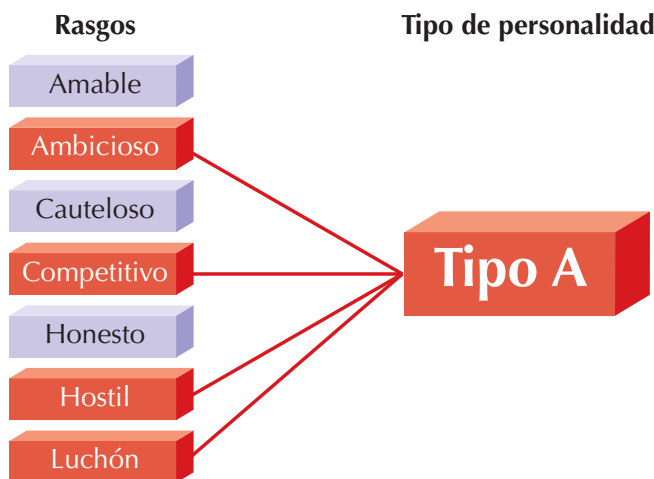 Rasgos
Tipo de personalidad
Amable
Ambicioso
Cauteloso
Competitivo
Honesto
Hostil
Luchón
Tipo A